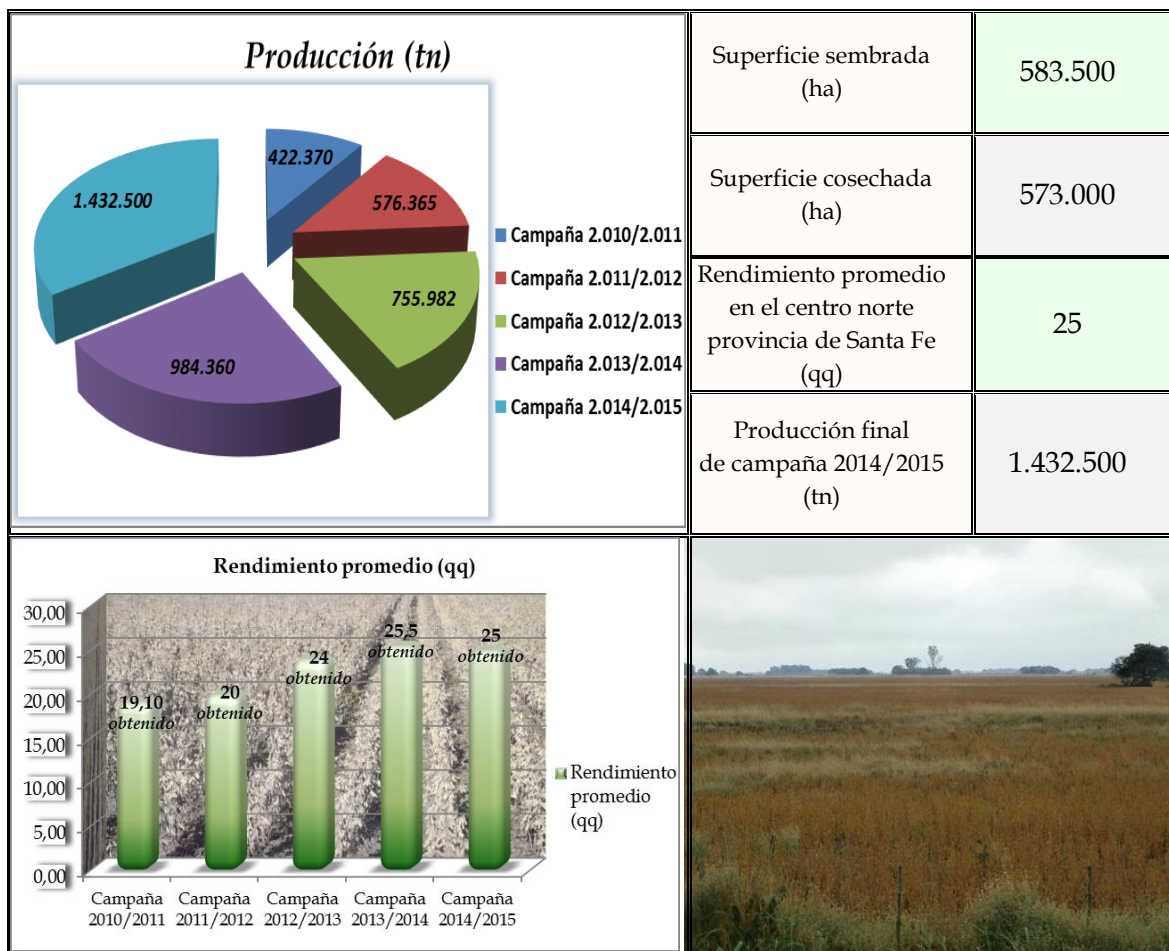 Producción (tn)
422.370
576.365
755.982
984.360
1.432.500
Campaña 2.010/2.011
Campaña 2.011/2.012
Campaña 2.012/2.013
Campaña 2.013/2.014
Campaña 2.014/2.015
Superficie sembrada
(ha)
583.500
Superficie cosechada
(ha)
573.000
Rendimiento promedio
en el centro norte
provincia de Santa Fe
(qq)
25
Producción final
de campaña 2014/2015
(tn)
1.432.500
Rendimiento promedio (qq)
30,00
25,00
20,00
15,00
10,00
5,00
0,00
19,10
obtenido
20
obtenido
24
obtenido
25,5
obtenido
25
obtenido
Campaña
2010/2011
Campaña
2011/2012
Campaña
2012/2013
Campaña
2013/2014
Campaña
2014/2015
Rendimiento
promedio
(qq)